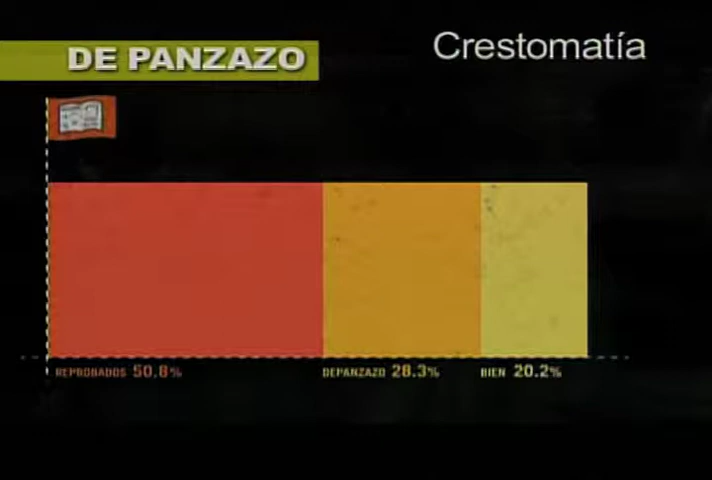 DE PANZAZO
Crestomatía
REPROBADOS 50.8%
DEPANZAZO 28.3%
BIEN 20.2%